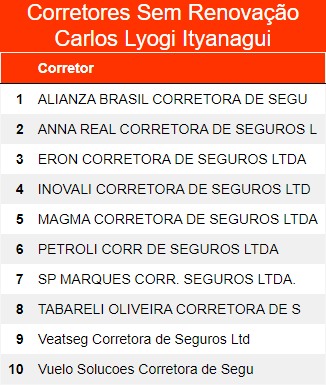 Corretores Sem Renovação
Carlos Lyogi Ityanagui
Corretor
1 ALIANZA BRASIL CORRETORA DE SEGU
2 ANNA REAL CORRETORA DE SEGUROS L
3 ERON CORRETORA DE SEGUROS LTDA
4 INOVALI CORRETORA DE SEGUROS LTD
5 MAGMA CORRETORA DE SEGUROS LTDA
6 PETROLI CORR DE SEGUROS LTDA
7 SP MARQUES CORR. SEGUROS LTDA.
8 TABARELI OLIVEIRA CORRETORA DE S
9 Veatseg Corretora de Seguros Ltd
10 Vuelo Solucoes Corretora de Segu